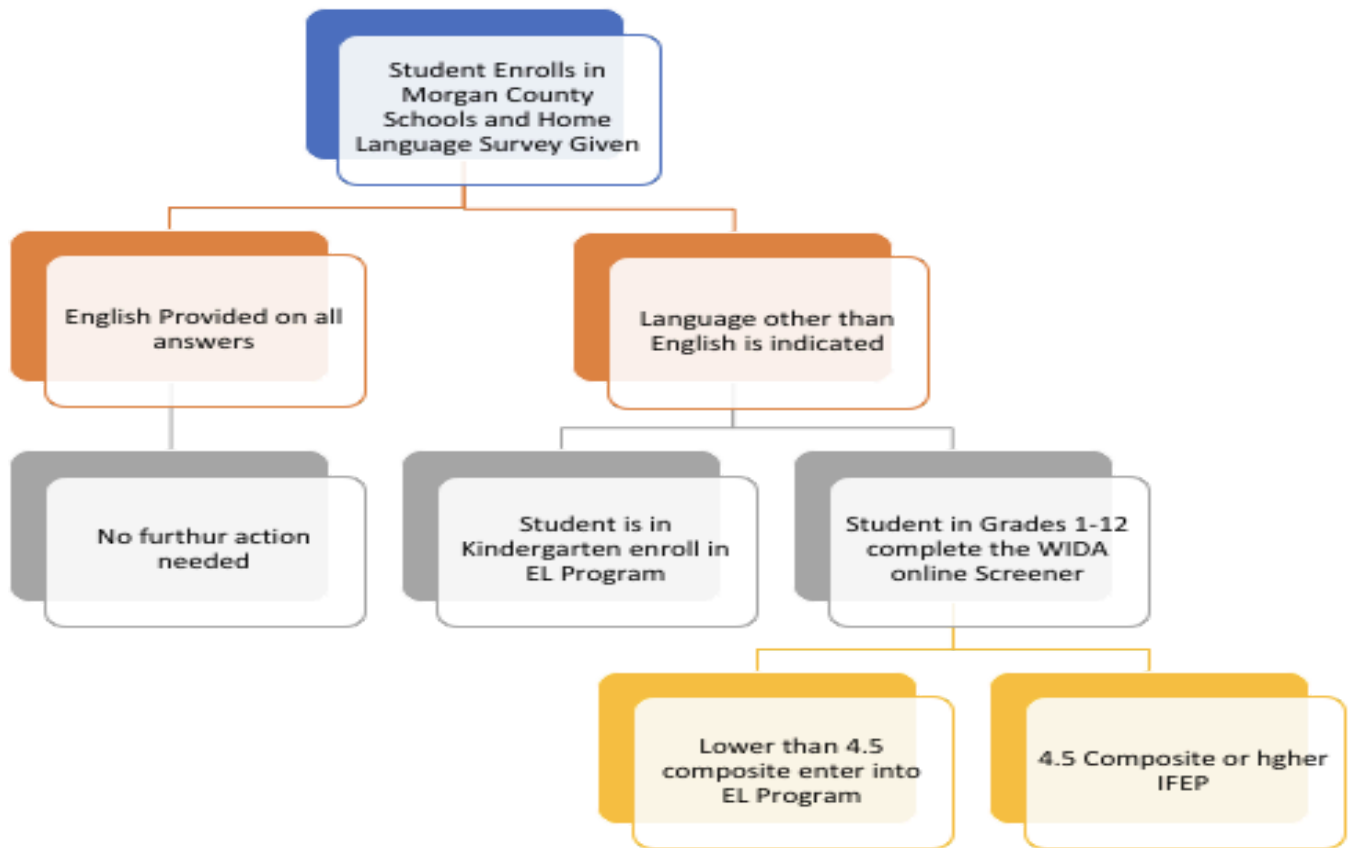 Student Enrolls in
Morgan County
Schools and Home
Language Survey Given
English Provided on all
answers
Language other than
English is indicated
No furthur action
needed
Student is in
Kindergarten enroll in
EL Program
Student in Grades 1-12
complete the WIDA
online Screener
Lower than 4.5
composite enter into
EL Program
4.5 Composite or hgher
IFEP